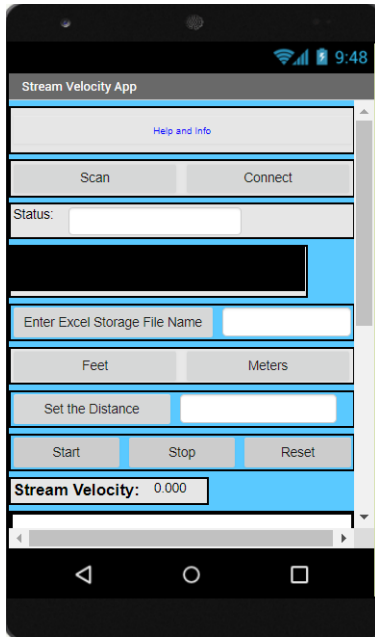 9:48
Stream Velocity App
Help and Info
Scan Connect
Status:
Enter Excel Storage File Name
Feet Meters
Set the Distance
Start Stop Reset
Stream Velocity: 0.000